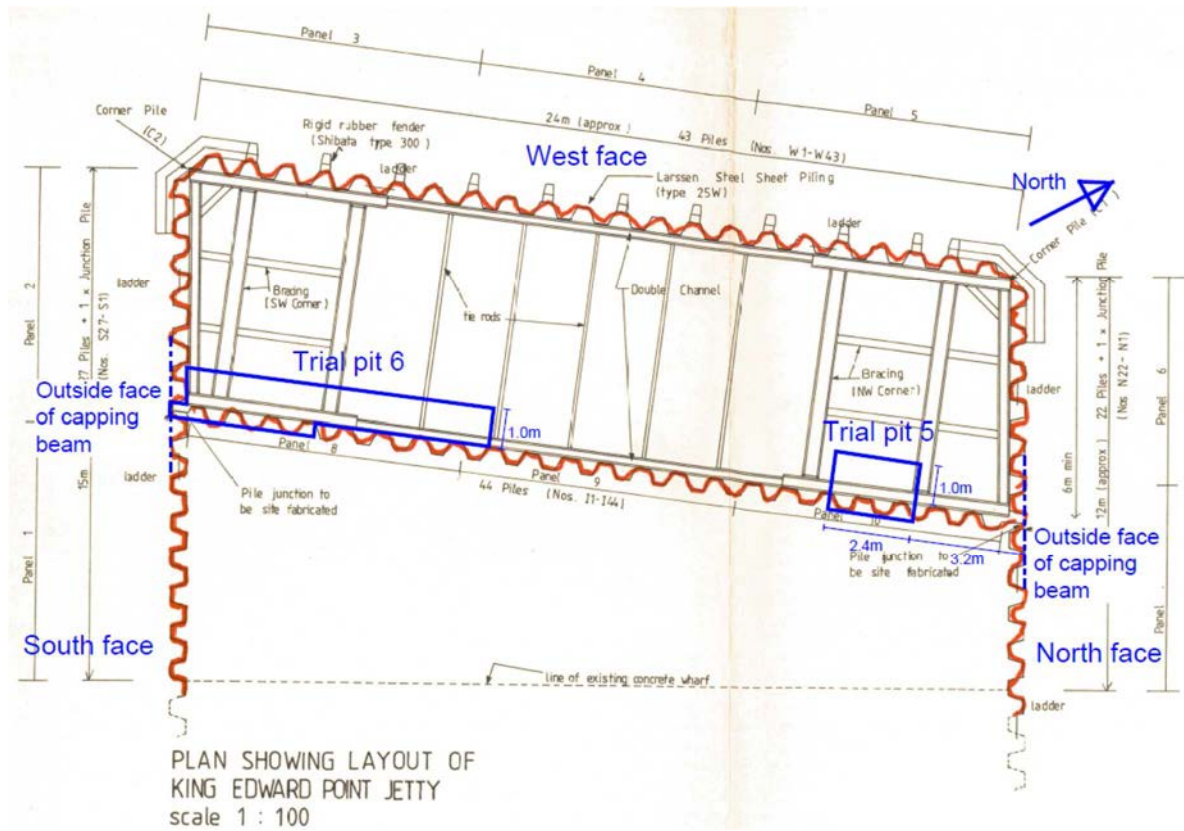 Panel 3
Panel 4
Panel 5
24m (approx)
43 Piles (Nos. W1-W43)
Corner Pile
(C2)
Rigid rubber fender
(Shibata type 300)
ladder
West face
Larssen Steel Sheet Piling
(type 25W)
ladder
North
Corner Pile
Panel 2
27 Piles + 1 x Junction Pile
(Nos. S27-S1)
ladder
Bracing
(SW Corner)
tie rods
Double Channel
Bracing
(NW Corner)
ladder
6m min
12m (approx) 22 Piles + 1 x Junction Pile
(Nos N22 - N1)
Panel 6
Trial pit 6
Outside face
of capping
beam
1.0m
Trial pit 5
1.0m
15m
ladder
Panel 8
Panel 9
44 Piles (Nos. I1-I44)
Panel 10
Pile junction to
be site fabricated
2.4m
3.2m
Pile junction to
be site fabricated
Outside face
of capping
beam
Panel 1
Panel
South face
North face
line of existing concrete wharf
ladder
PLAN SHOWING LAYOUT OF
KING EDWARD POINT JETTY
scale 1 : 100